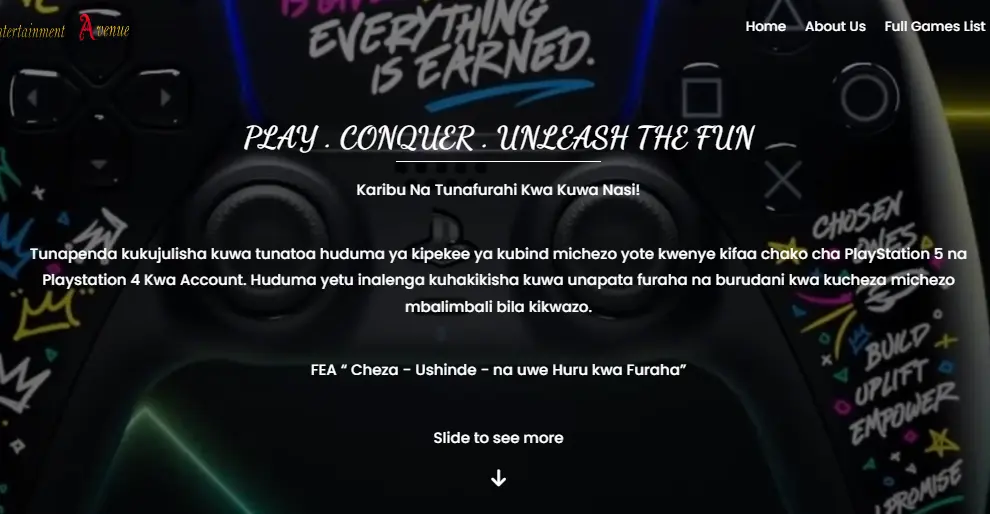 ntertainment Avenue
Home About Us Full Games List
IS
EVERYTHING
IS EARNED.
PLAY . CONQUER . UNLEASH THE FUN
Karibu Na Tunafurahi Kwa Kuwa Nasi!
CHOSEN
ONES
Tunapenda kukujulisha kuwa tunatoa huduma ya kipekee ya kubind michezo yote kwenye kifaa chako cha PlayStation 5 na
Playstation 4 Kwa Account. Huduma yetu inalenga kuhakikisha kuwa unapata furaha na burudani kwa kucheza michezo
mbalimbali bila kikwazo.
BUILD
UPLIFT
EMPOWER
FEA “ Cheza - Ushinde - na uwe Huru kwa Furaha”
Slide to see more
PROMISE